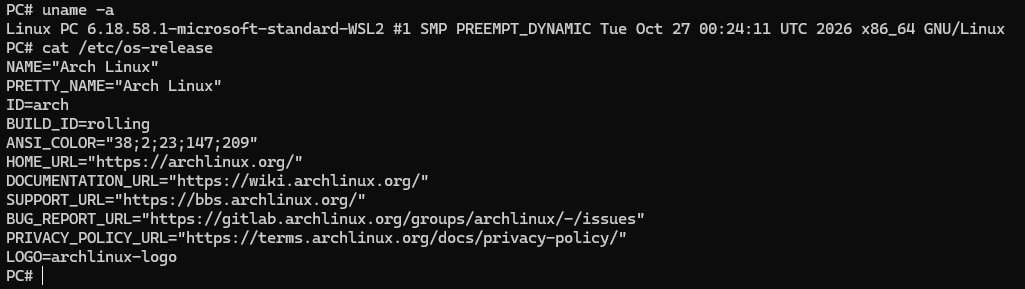 PC# uname -a
Linux PC 6.18.58.1-microsoft-standard-WSL2 #1 SMP PREEMPT_DYNAMIC Tue Oct 27 00:24:11 UTC 2026 x86_64 GNU/Linux
PC# cat /etc/os-release
NAME="Arch Linux"
PRETTY_NAME="Arch Linux"
ID=arch
BUILD_ID=rolling
ANSI_COLOR="38;2;23;147;209"
HOME_URL="https://archlinux.org/"
DOCUMENTATION_URL="https://wiki.archlinux.org/"
SUPPORT_URL="https://bbs.archlinux.org/"
BUG_REPORT_URL="https://gitlab.archlinux.org/groups/archlinux/-/issues"
PRIVACY_POLICY_URL="https://terms.archlinux.org/docs/privacy-policy/"
LOGO=archlinux-logo
PC#